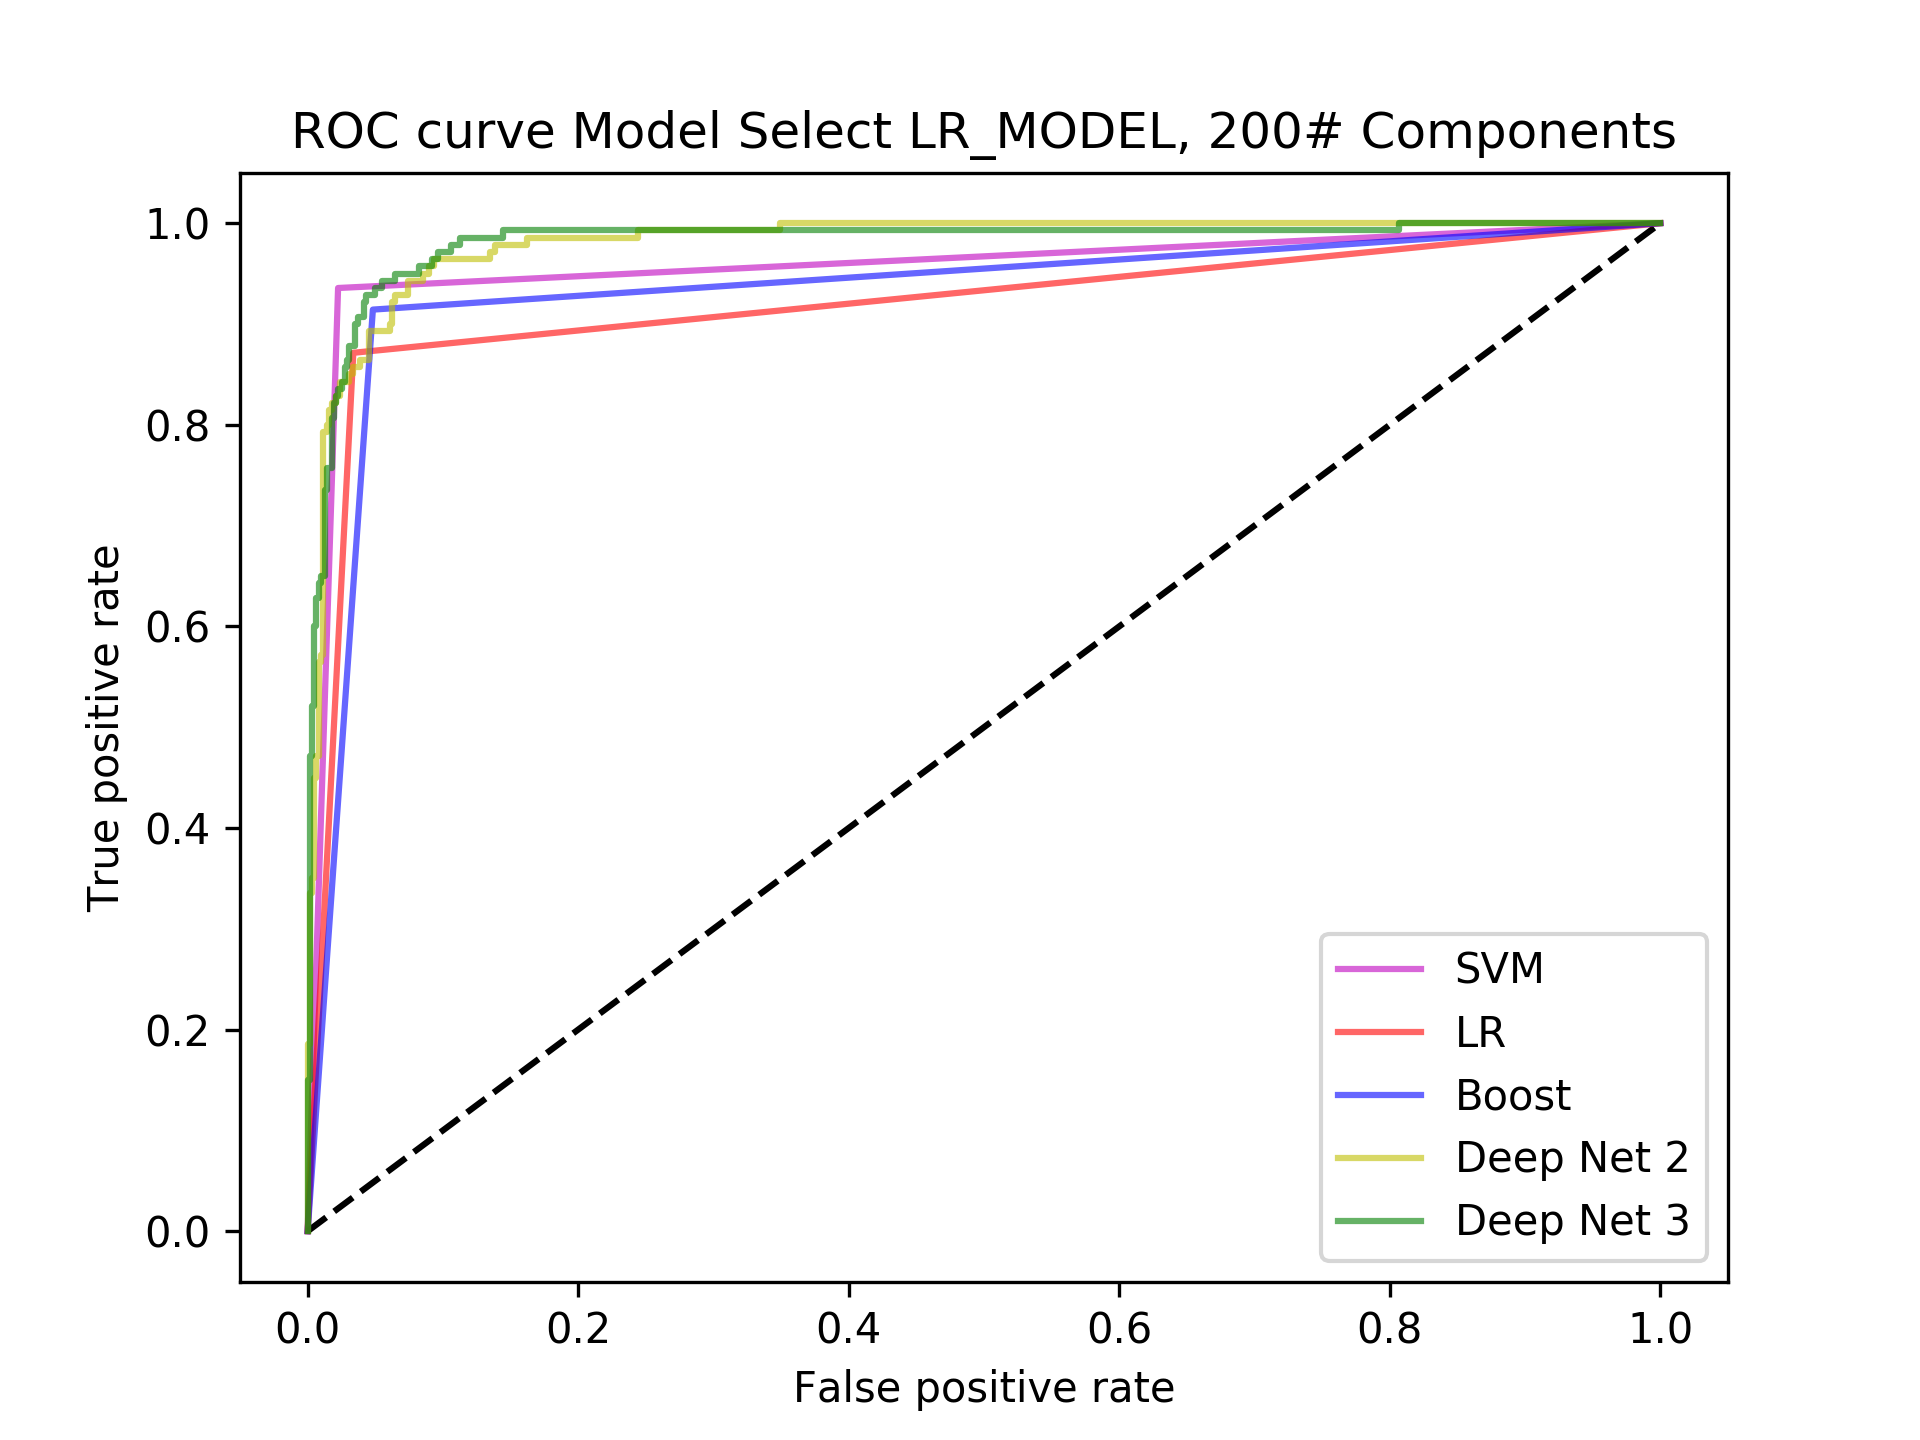 ROC curve Model Select LR_MODEL, 200# Components
True positive rate
1.0
0.8
0.6
0.4
0.2
0.0
0.0 0.2 0.4 0.6 0.8 1.0
False positive rate
SVM
LR
Boost
Deep Net 2
Deep Net 3